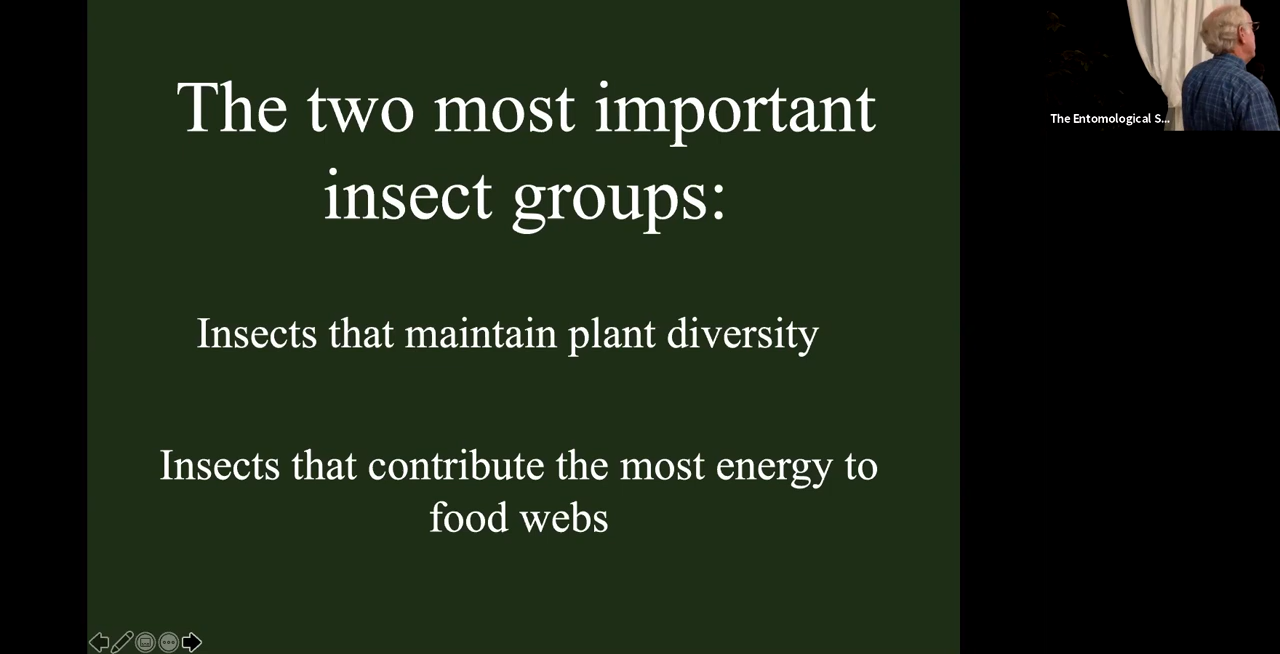 The two most important
insect groups:
Insects that maintain plant diversity
Insects that contribute the most energy to
food webs
The Entomological S...